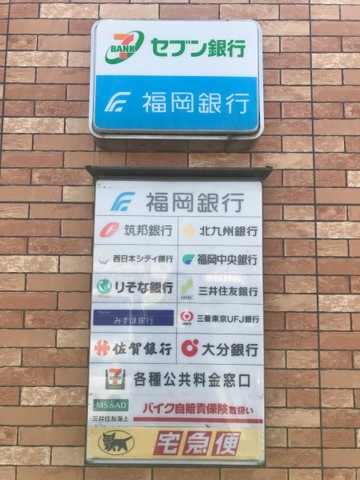 7
BANK
セブン銀行
福岡銀行
福岡銀行
筑邦銀行 北九州銀行
西日本シティ銀行 福岡中央銀行
りそな銀行 三井住友銀行
みずほ銀行 三菱東京UFJ銀行
佐賀銀行 大分銀行
各種公共料金窓口
MS&AD
三井住友海上
バイク自賠責保険取扱い
宅急便